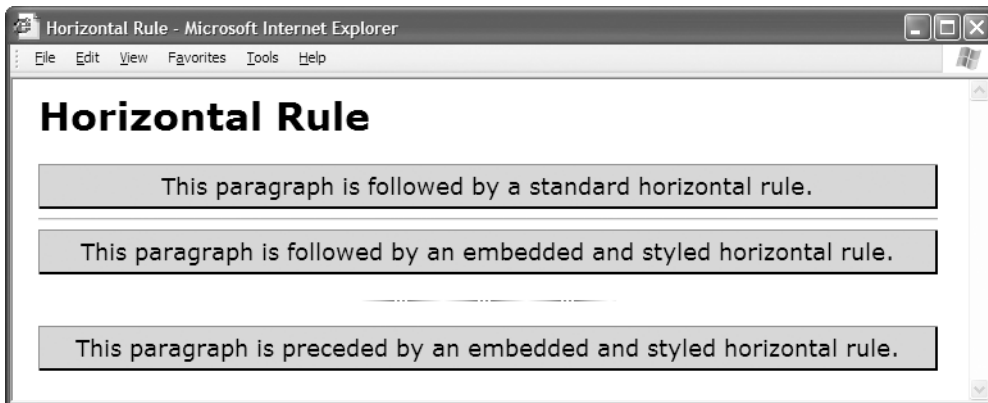 Horizontal Rule - Microsoft Internet Explorer
File Edit View Favorites Tools Help
Horizontal Rule
This paragraph is followed by a standard horizontal rule.
This paragraph is followed by an embedded and styled horizontal rule.
This paragraph is preceded by an embedded and styled horizontal rule.